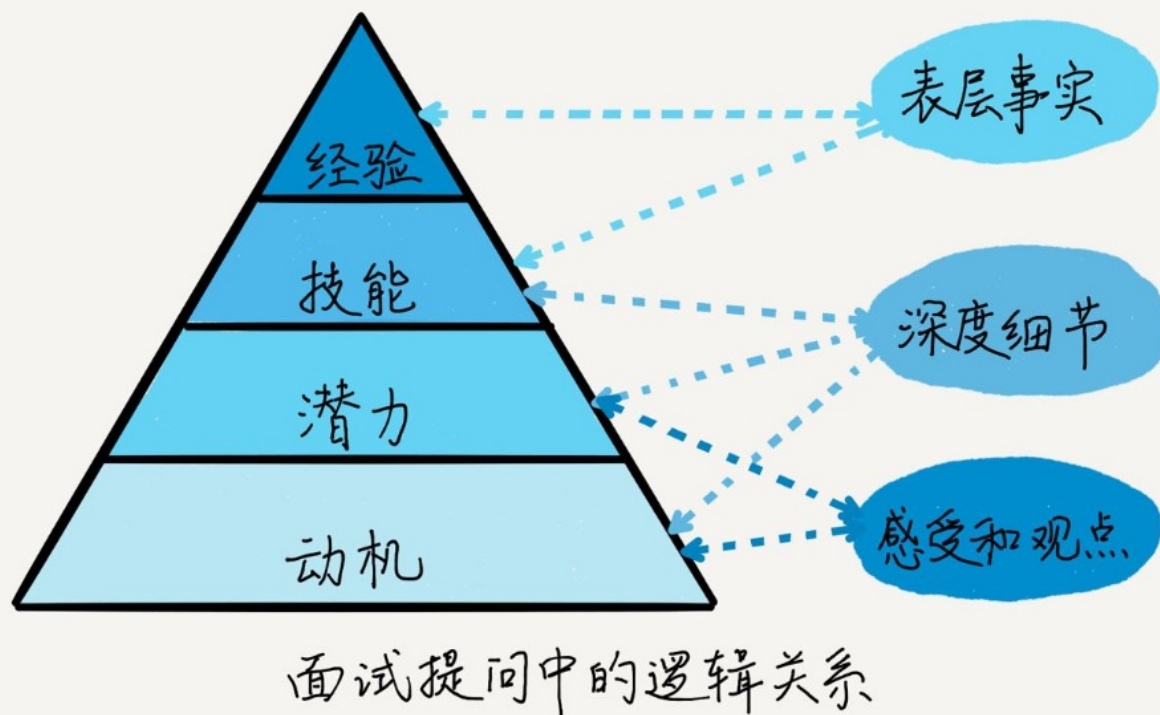 表层事实
经验
技能
深度细节
潜力
感受和观点
动机
面试提问中的逻辑关系